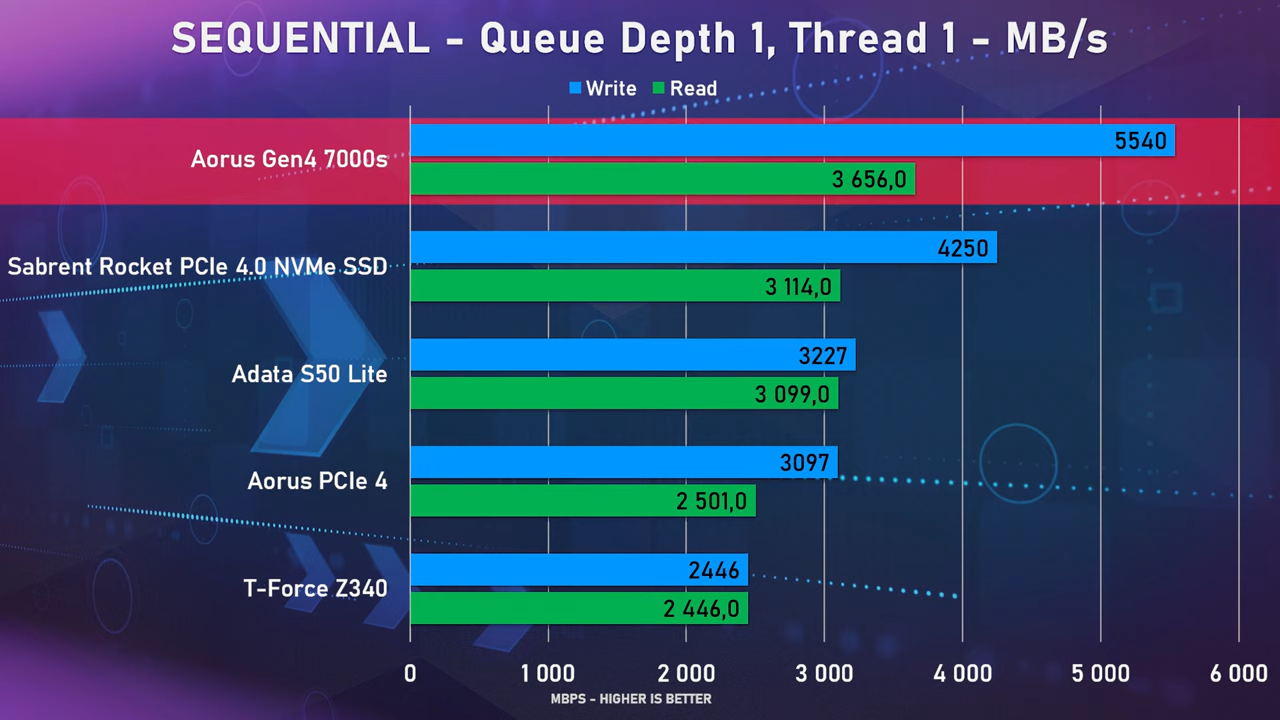 SEQUENTIAL - Queue Depth 1, Thread 1 - MB/s
Write Read
Aorus Gen4 7000s
5540
3 656,0
Sabrent Rocket PCIe 4.0 NVMe SSD
4250
3 114,0
Adata S50 Lite
3227
3 099,0
Aorus PCIe 4
3097
2 501,0
T-Force Z340
2446
2 446,0
0 1 000 2 000 3 000 4 000 5 000 6 000
MBPS - HIGHER IS BETTER